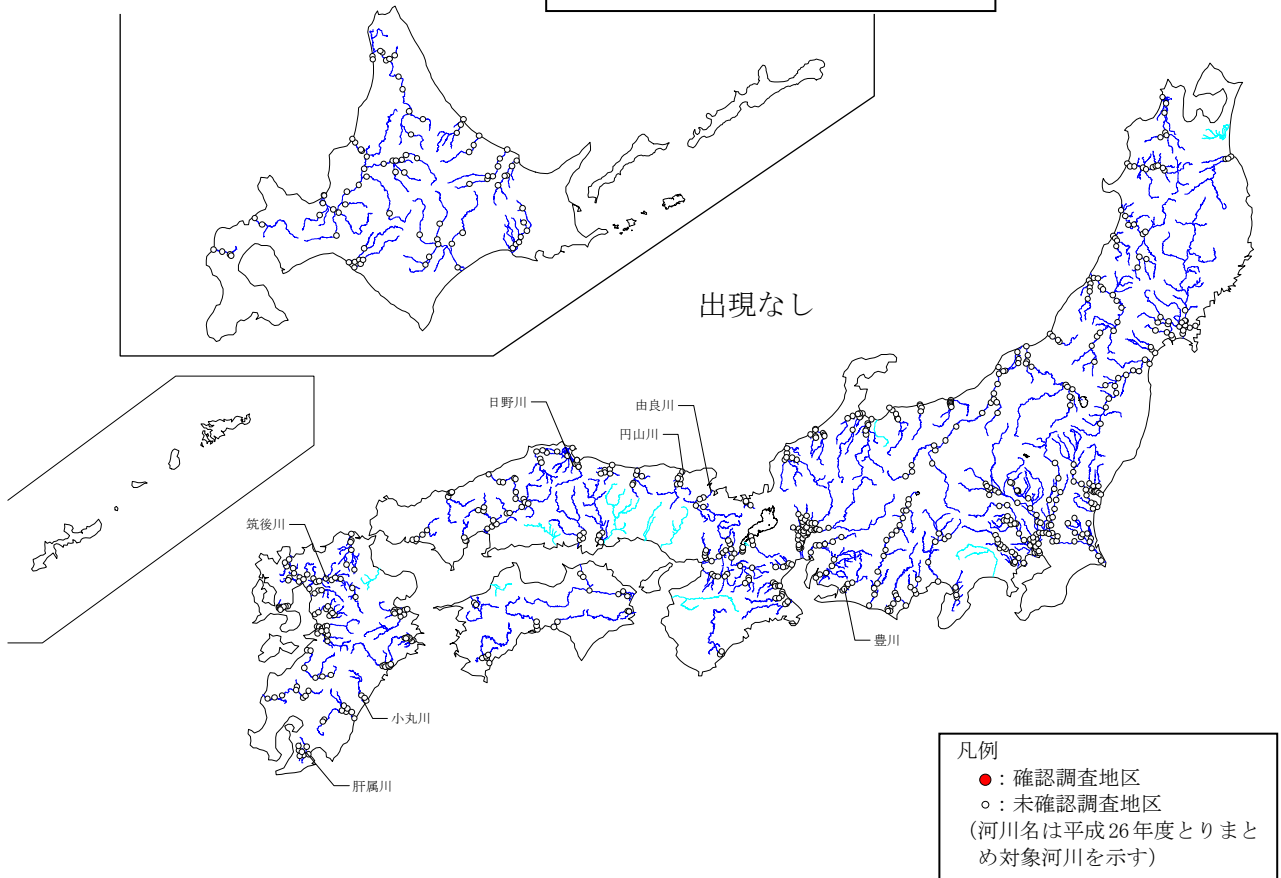 出現なし
日野川
由良川
円山川
筑後川
豊川
小丸川
肝属川
凡例
●：確認調査地区
○：未確認調査地区
（河川名は平成26年度とりまと
め対象河川を示す）